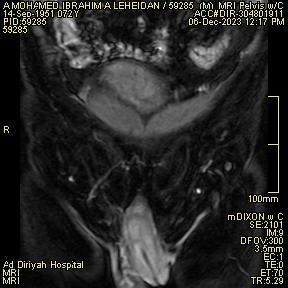 A MOHAMED IBRAHIM A LEHEIDAN / 59285 (M) MRI Pelvis w C
14-Sep-1951 072Y ACC#DIR-304801911
PID:59285 06-Dec-2023 12:17 PM
59285
R
100mm
mDIXON w C
SE:2101
IM:9
DFOV:300
3.5mm
EC:1
Ad Diriyah Hospital TE:0
MRI ET:70
MRI TR:5.29